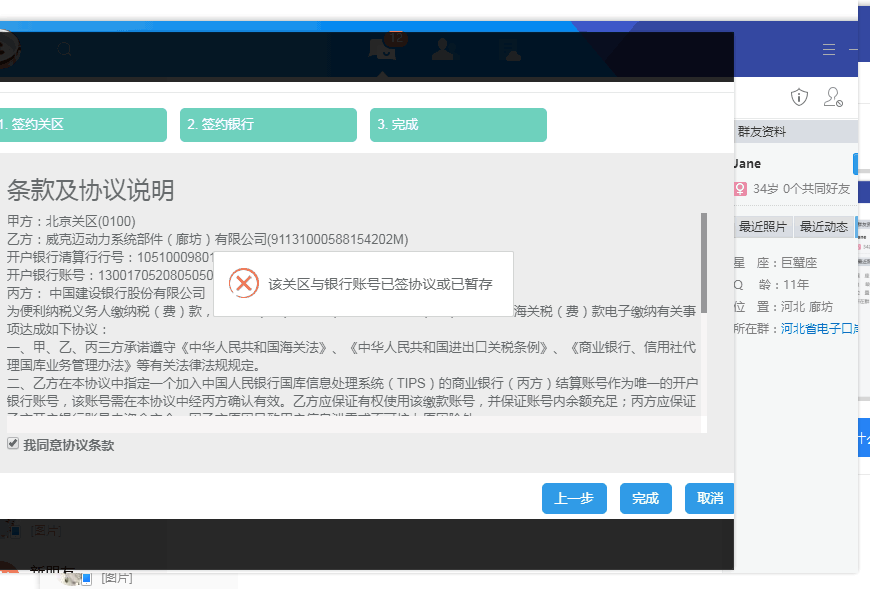 12
1. 签约关区
2. 签约银行
3. 完成
条款及协议说明
甲方：北京关区(0100)
乙方：威克迈动力系统部件（廊坊）有限公司(91131000588154202M)
开户银行清算行行号：10510009801
开户银行账号：1300170520805050
丙方： 中国建设银行股份有限公司
该关区与银行账号已签协议或已暂存
为便利纳税义务人缴纳税（费）款，
海关税（费）款电子缴纳有关事
项达成如下协议：
一、甲、乙、丙三方承诺遵守《中华人民共和国海关法》、《中华人民共和国进出口关税条例》、《商业银行、信用社代
理国库业务管理办法》等有关法律法规规定。
二、乙方在本协议中指定一个加入中国人民银行国库信息处理系统（TIPS）的商业银行（丙方）结算账号作为唯一的开户
银行账号，该账号需在本协议中经丙方确认有效。乙方应保证有权使用该缴款账号，并保证账号内余额充足；丙方应保证
我同意协议条款
上一步
完成
取消
群友资料
Jane
34岁 0个共同好友
最近照片
最近动态
星 座：巨蟹座
Q 龄：11年
位 置：河北 廊坊
所在群：河北省电子口岸
[图片]
新朋友
[图片]